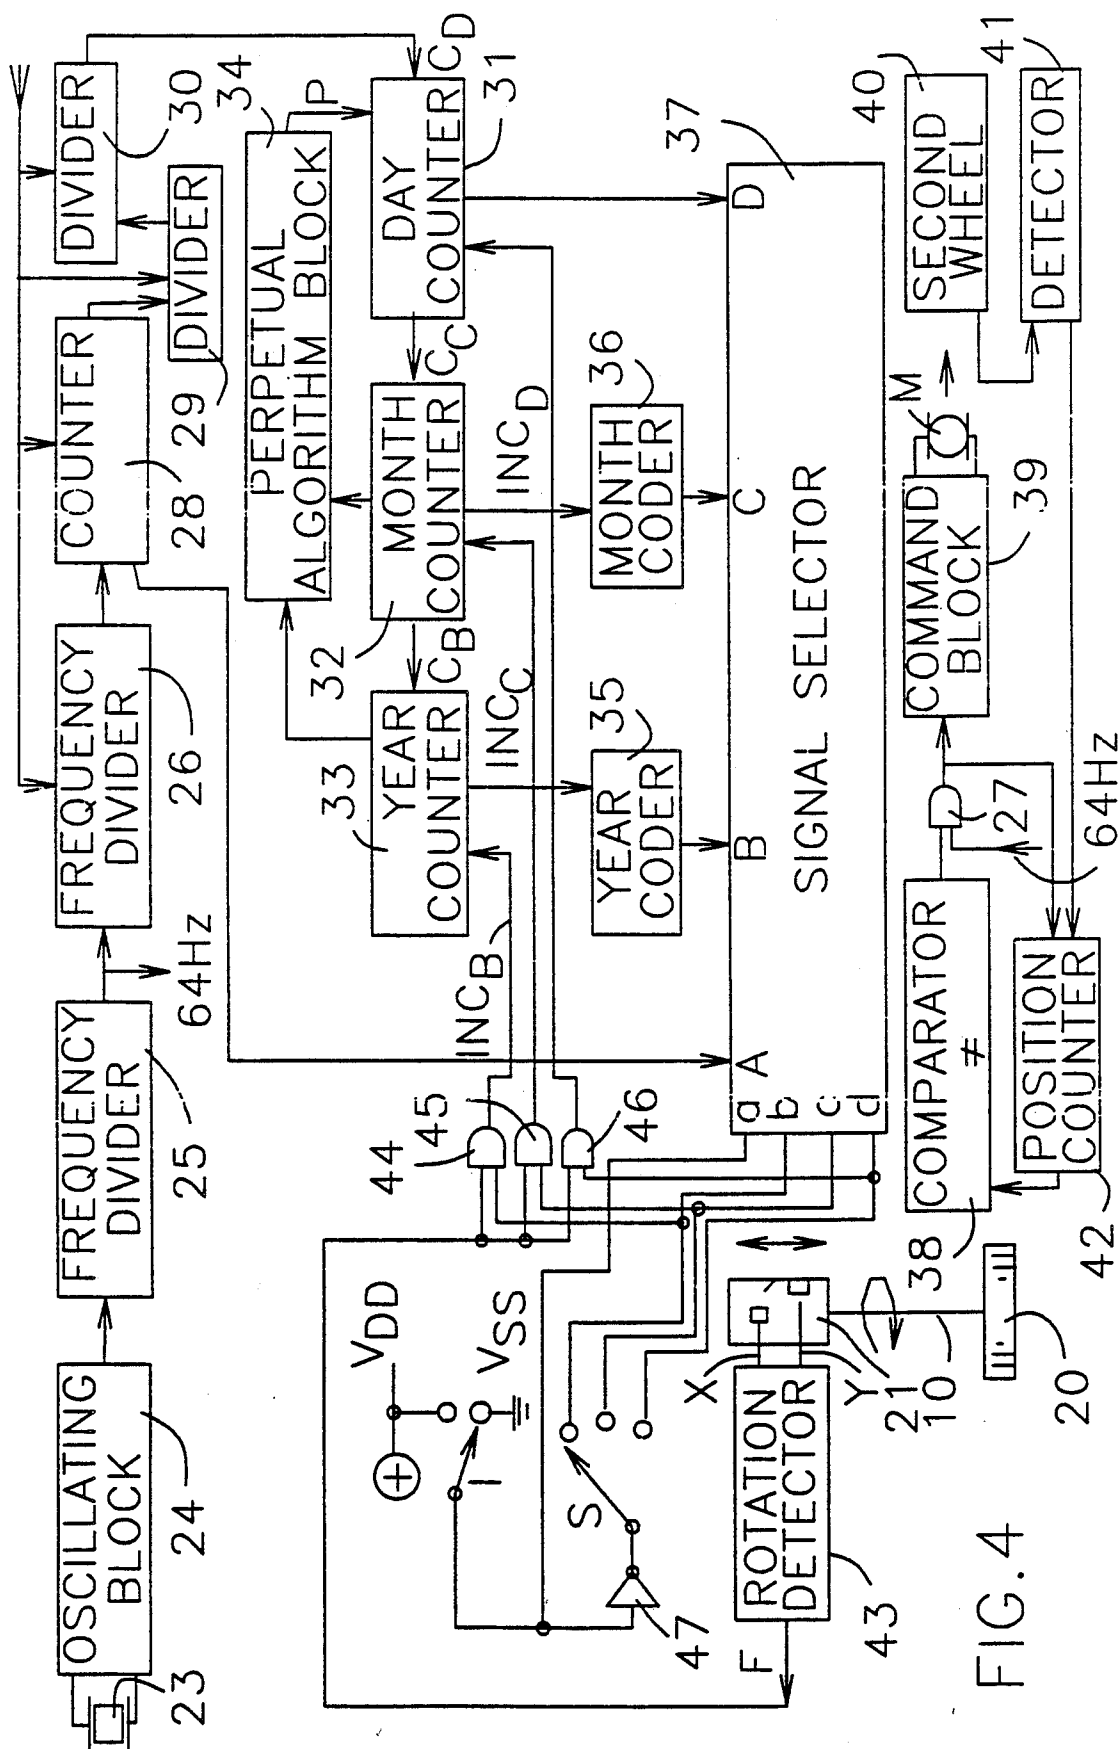 OSCILLATING
BLOCK
23
24
FREQUENCY
DIVIDER
25
64Hz
FREQUENCY
DIVIDER
26
COUNTER
28
DIVIDER
29
DIVIDER
30
PERPETUAL
ALGORITHM BLOCK
34
P
YEAR
COUNTER
33
CB
MONTH
COUNTER
32
CC
DAY
COUNTER
31
CD
INCB
INCC
INCD
YEAR
CODER
35
MONTH
CODER
36
VDD
VSS
I
S
47
44
45
46
A
B
C
D
a
b
c
d
SIGNAL SELECTOR
37
F
ROTATION
DETECTOR
43
X
Y
21
10
20
COMPARATOR
≠
38
27
64Hz
COMMAND
BLOCK
39
M
SECOND
WHEEL
40
DETECTOR
41
POSITION
COUNTER
42
FIG.4